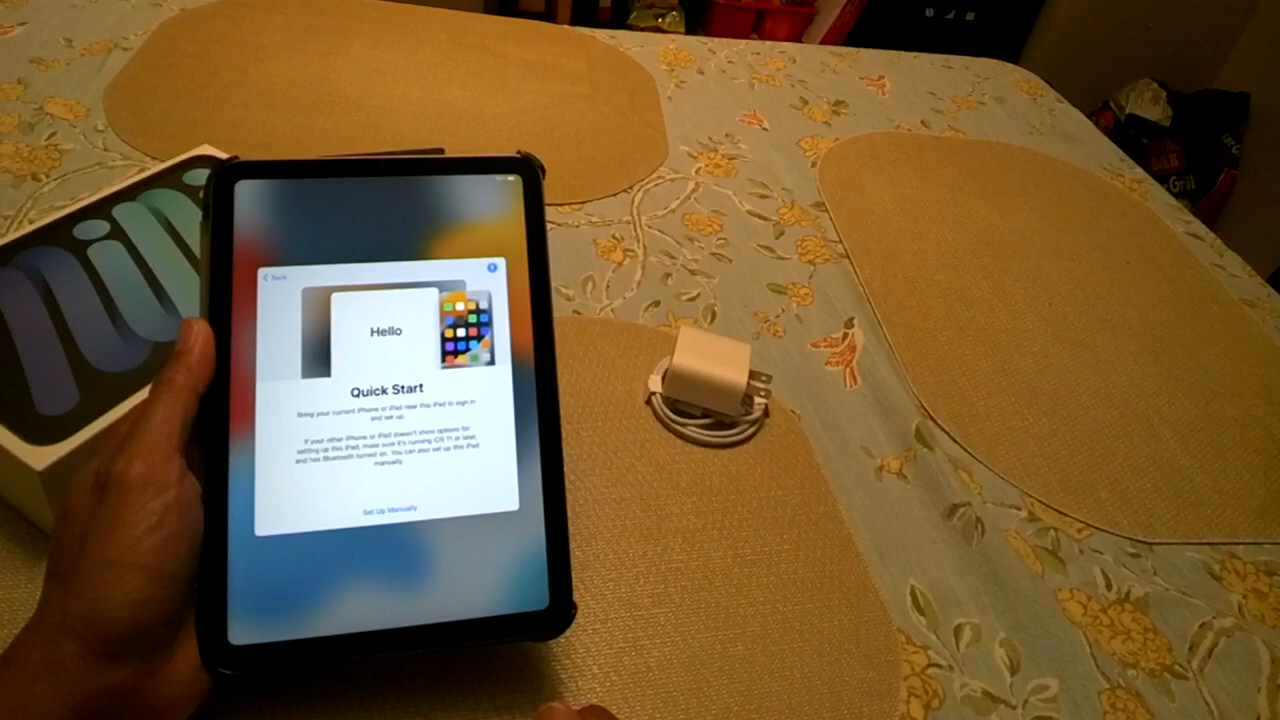 Back
Hello
Quick Start
Bring your current iPhone or iPad near this iPad to sign in
and set up.
If your other iPhone or iPad doesn't show options for
setting up this iPad, make sure it's running iOS 11 or later,
and has Bluetooth turned on. You can also set up this iPad
manually.
Set Up Manually
mini
Grill